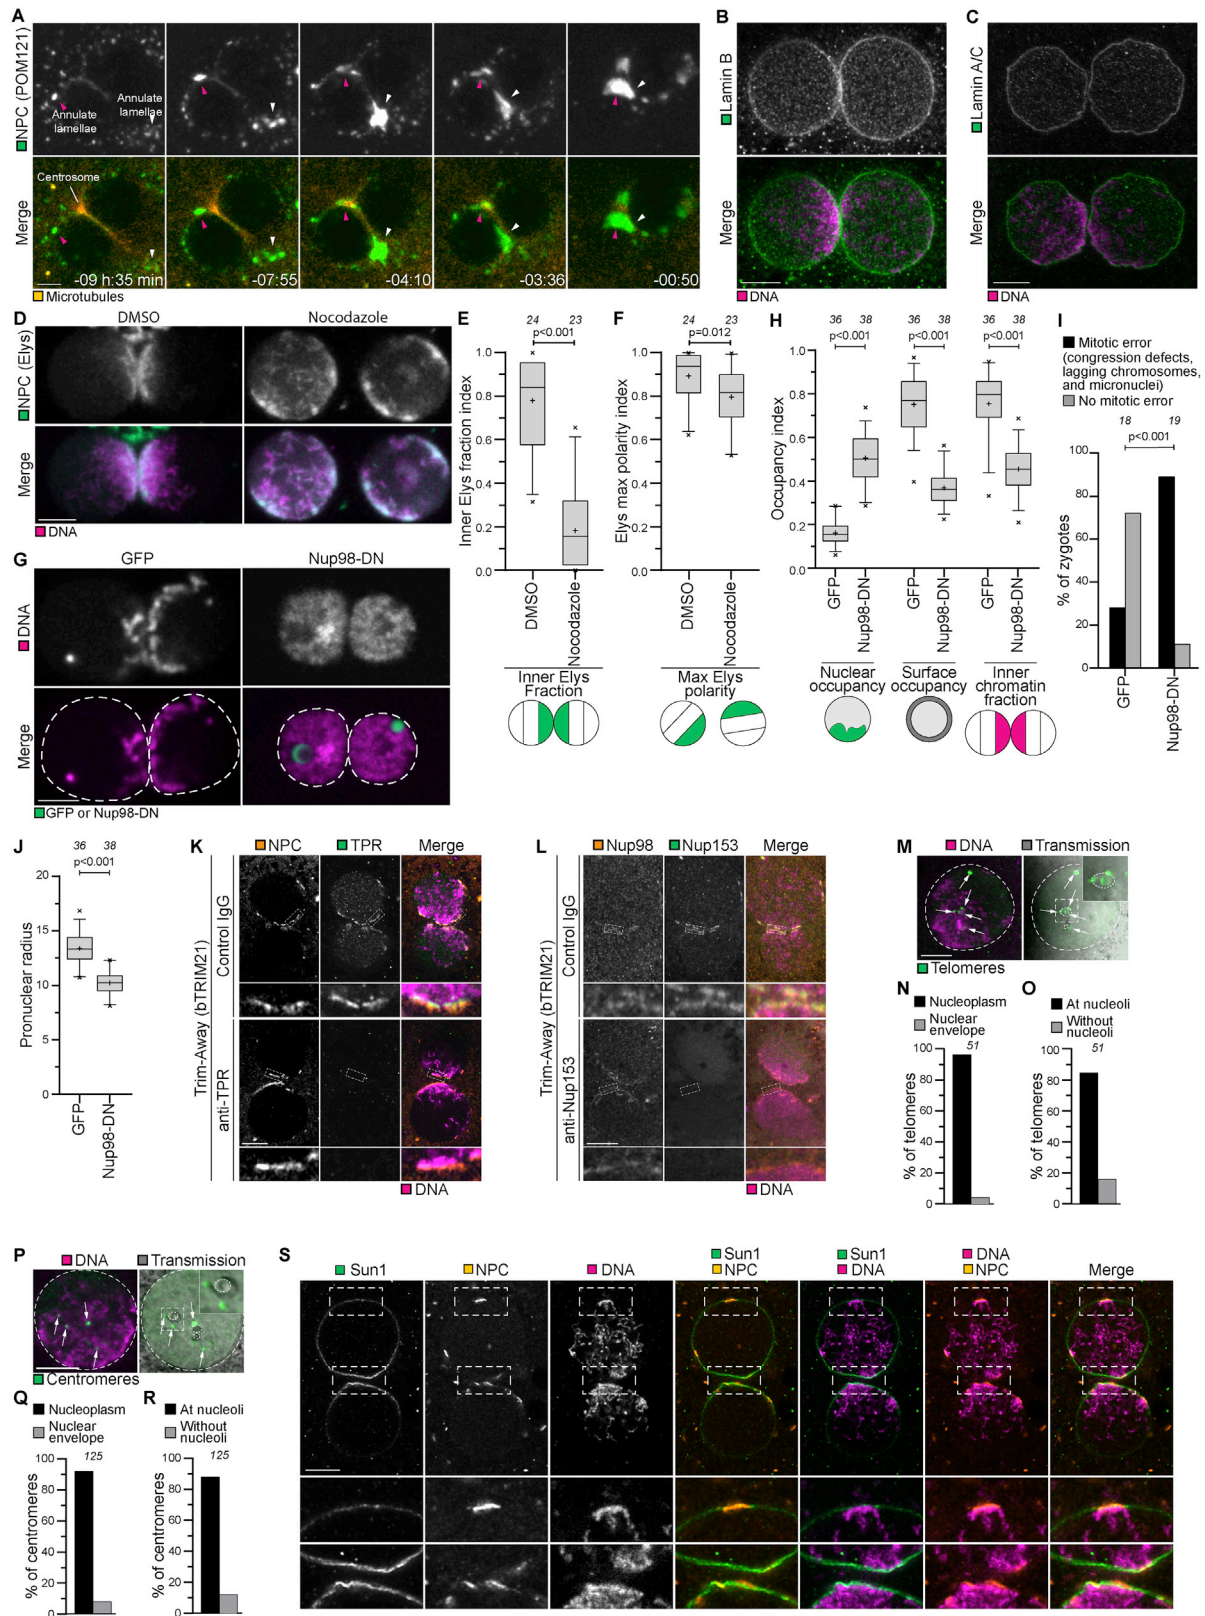 A
NPC (POM121)
Annulate
lamellae
Annulate
lamellae
Merge
Centrosome
-09 h:35 min
-07:55
-04:10
-03:36
-00:50
Microtubules
B
Lamin B
Merge
DNA
C
Lamin A/C
Merge
DNA
D
DMSO
Nocodazole
NPC (Elys)
Merge
DNA
E
24
23
p<0.001
Inner Elys fraction index
1.0
0.8
0.6
0.4
0.2
0.0
DMSO
Nocodazole
Inner Elys
Fraction
F
24
23
p=0.012
Elys max polarity index
1.0
0.8
0.6
0.4
0.2
0.0
DMSO
Nocodazole
Max Elys
polarity
G
GFP
Nup98-DN
DNA
Merge
GFP or Nup98-DN
H
36
38
36
38
36
38
p<0.001
p<0.001
p<0.001
Occupancy index
1.0
0.8
0.6
0.4
0.2
0.0
GFP
Nup98-DN
GFP
Nup98-DN
GFP
Nup98-DN
Nuclear
occupancy
Surface
occupancy
Inner
chromatin
fraction
I
Mitotic error
(congression defects,
lagging chromosomes,
and micronuclei)
No mitotic error
18
19
p<0.001
% of zygotes
100
80
60
40
20
0
GFP
Nup98-DN
J
36
38
p<0.001
Pronuclear radius
20
15
10
5
0
GFP
Nup98-DN
K
NPC
TPR
Merge
Trim-Away (bTRIM21)
Control IgG
anti-TPR
DNA
L
Nup98
Nup153
Merge
Trim-Away (bTRIM21)
Control IgG
anti-Nup153
DNA
M
DNA
Transmission
Telomeres
N
Nucleoplasm
Nuclear
envelope
51
% of telomeres
100
80
60
40
20
0
O
At nucleoli
Without
nucleoli
51
% of telomeres
100
80
60
40
20
0
P
DNA
Transmission
Centromeres
Q
Nucleoplasm
Nuclear
envelope
125
% of centromeres
100
80
60
40
20
0
R
At nucleoli
Without
nucleoli
125
% of centromeres
100
80
60
40
20
0
S
Sun1
NPC
DNA
Sun1
NPC
Sun1
DNA
DNA
NPC
Merge